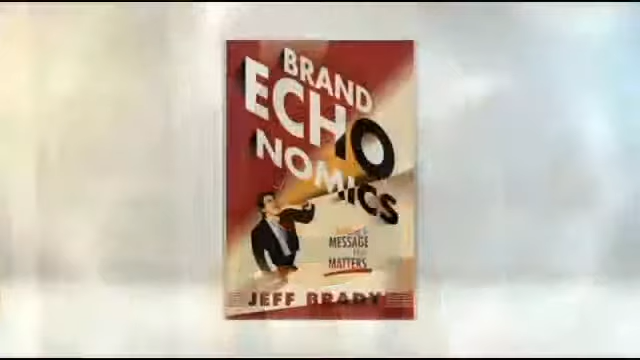 BRAND
ECHO
NOMICS
MESSAGE
MATTERS
JEFF BRADY